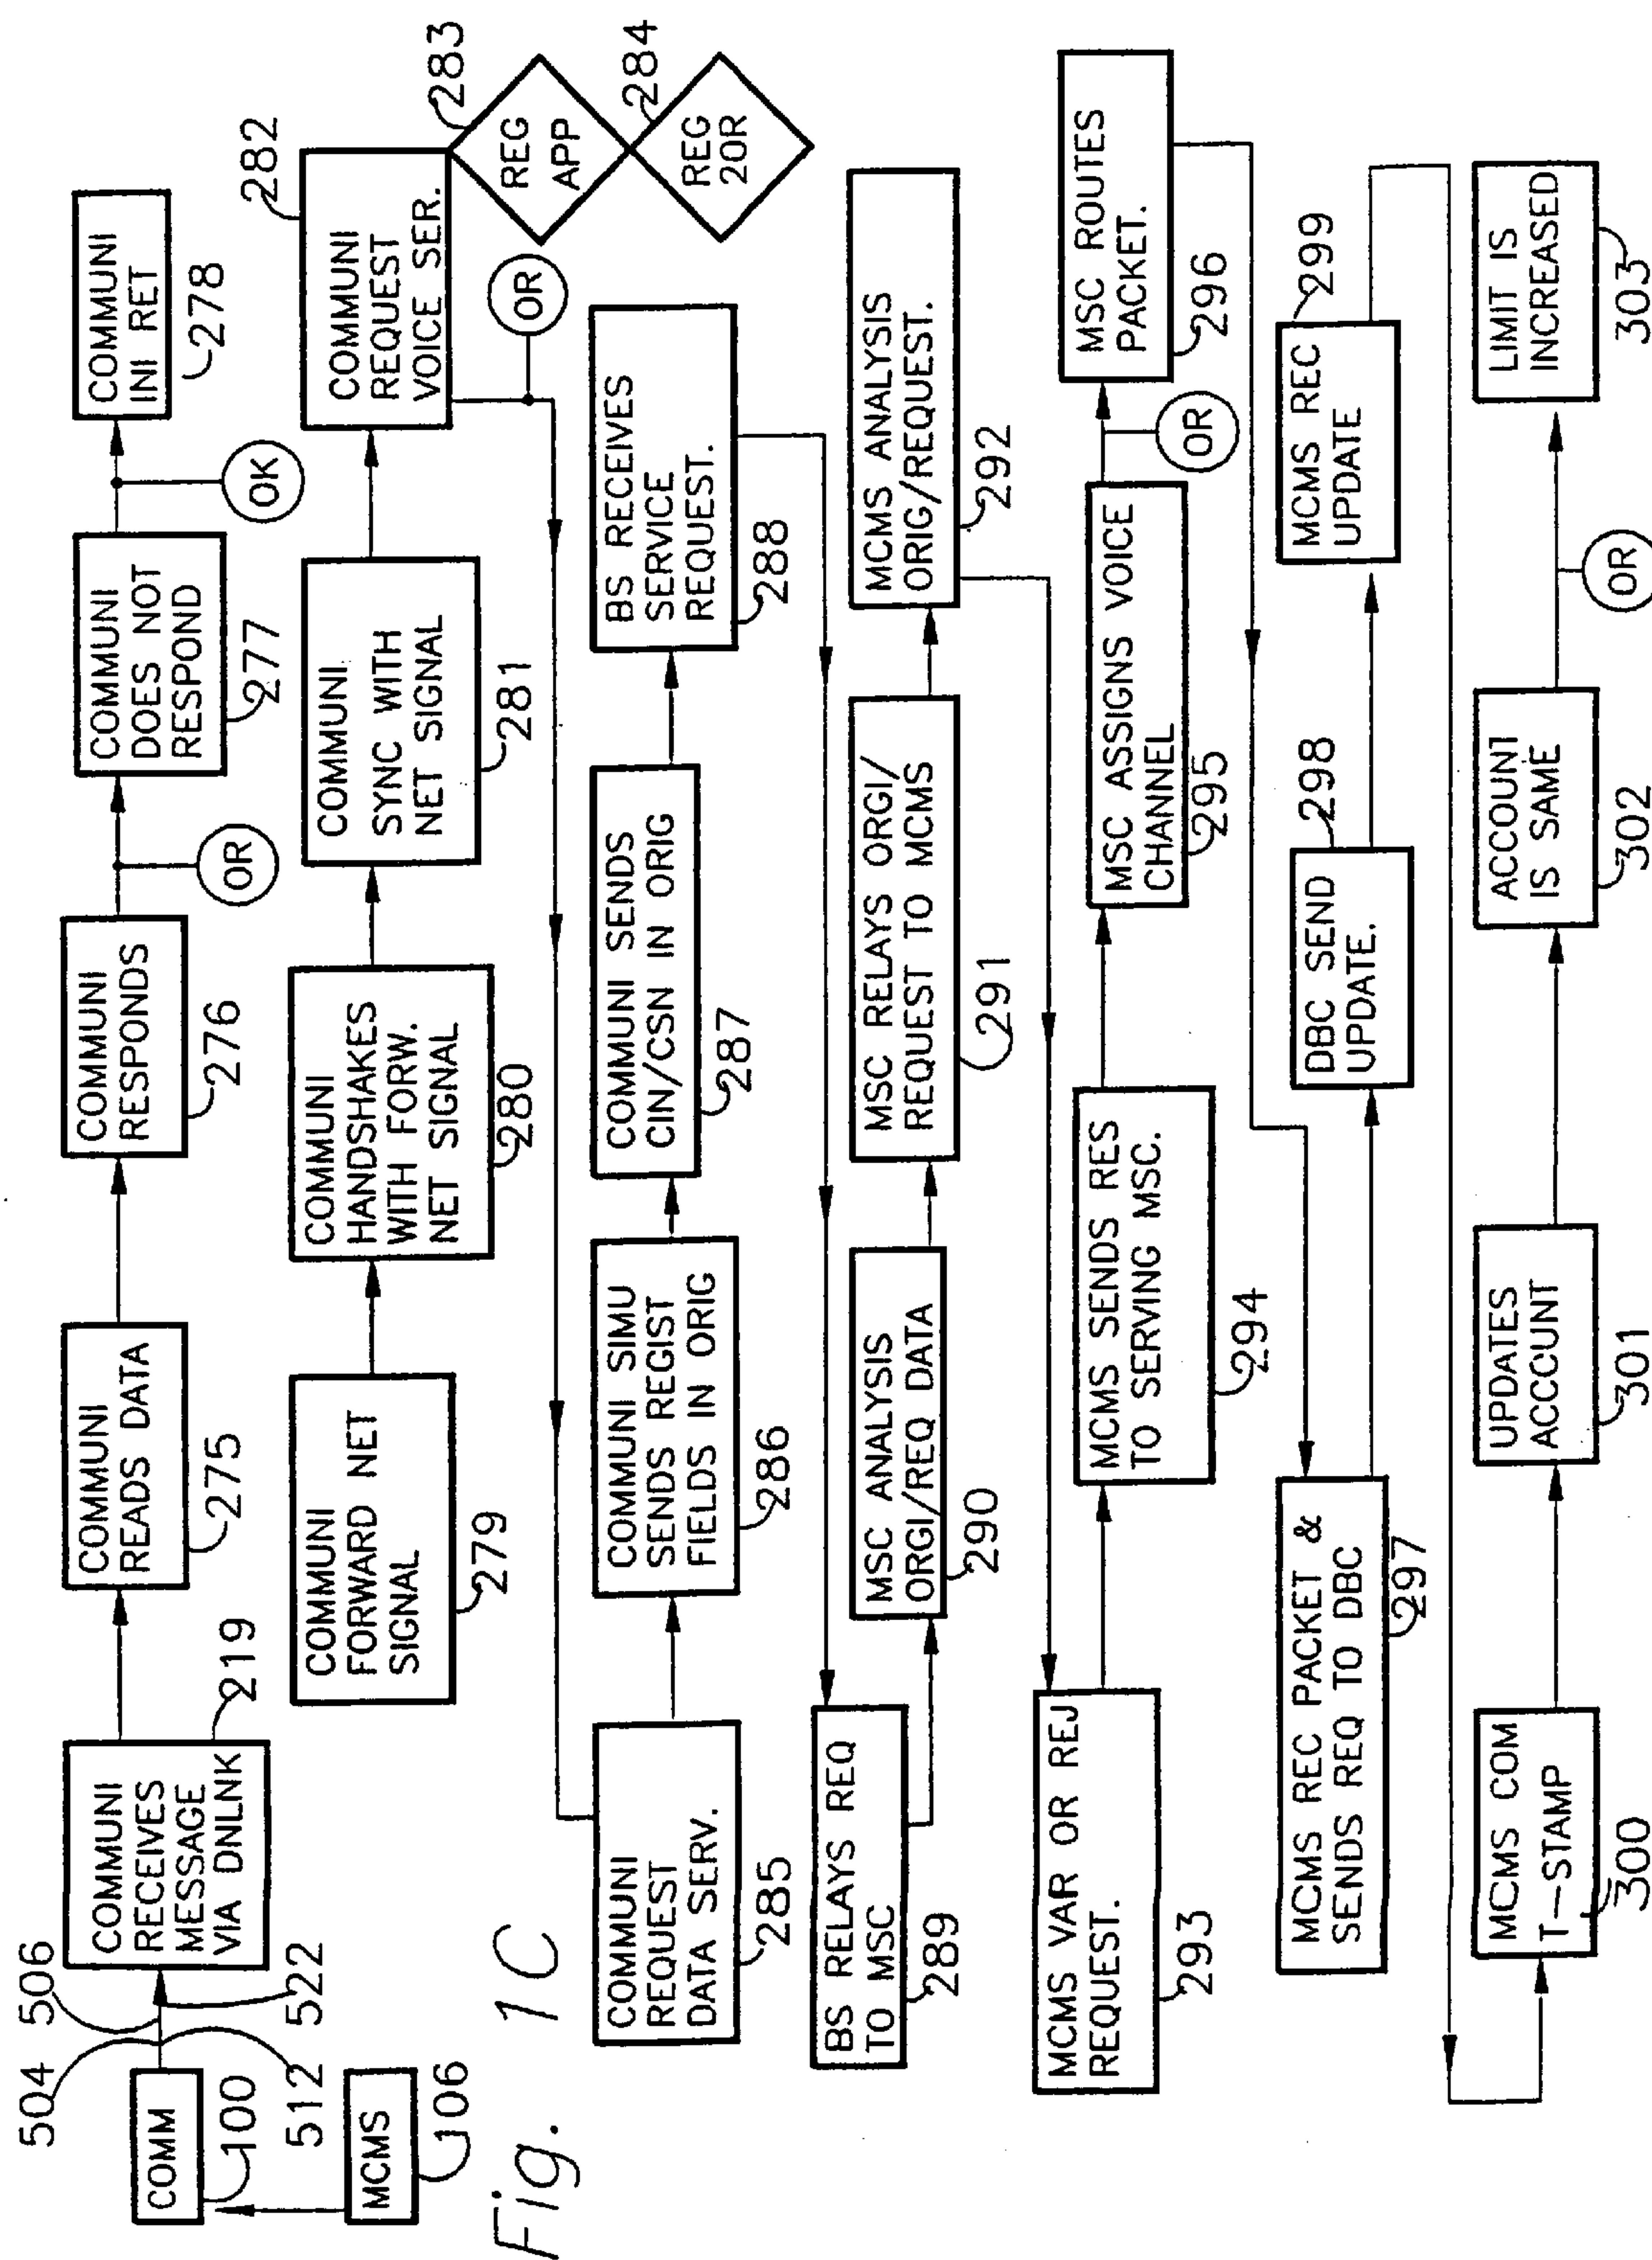 504
506
COMM
100
512
522
MCMS
106
COMMUNI
RECEIVES
MESSAGE
VIA DNLNK
219
COMMUNI
READS DATA
275
COMMUNI
RESPONDS
276
OR
COMMUNI
DOES NOT
RESPOND
277
OK
COMMUNI
INI RET
278
COMMUNI
FORWARD NET
SIGNAL
279
COMMUNI
HANDSHAKES
WITH FORW.
NET SIGNAL
280
COMMUNI
SYNC WITH
NET SIGNAL
281
COMMUNI
REQUEST
VOICE SER.
282
REG
APP
283
REG
20R
284
OR
Fig. 1C
COMMUNI
REQUEST
DATA SERV.
285
COMMUNI SIMU
SENDS REGIST
FIELDS IN ORIG
286
COMMUNI SENDS
CIN/CSN IN ORIG
287
BS RECEIVES
SERVICE
REQUEST.
288
BS RELAYS REQ
TO MSC
289
MSC ANALYSIS
ORGI/REQ DATA
290
MSC RELAYS ORGI/
REQUEST TO MCMS
291
MCMS ANALYSIS
ORIG/REQUEST.
292
MCMS VAR OR REJ
REQUEST.
293
MCMS SENDS RES
TO SERVING MSC.
294
MSC ASSIGNS VOICE
CHANNEL
295
OR
MSC ROUTES
PACKET.
296
MCMS REC PACKET &
SENDS REQ TO DBC
297
DBC SEND
UPDATE.
298
MCMS REC
UPDATE
299
MCMS COM
T-STAMP
300
UPDATES
ACCOUNT
301
ACCOUNT
IS SAME
302
OR
LIMIT IS
INCREASED
303